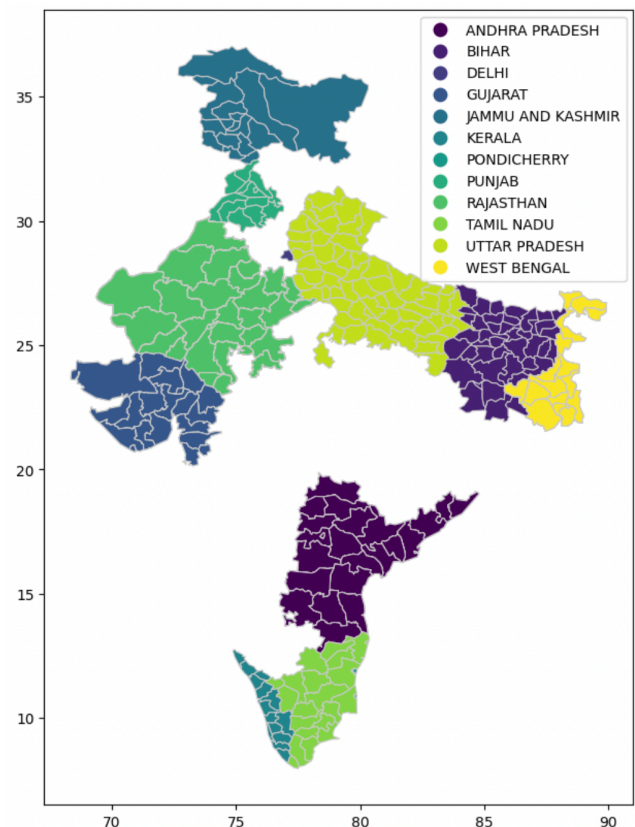 ANDHRA PRADESH
BIHAR
DELHI
GUJARAT
JAMMU AND KASHMIR
KERALA
PONDICHERRY
PUNJAB
RAJASTHAN
TAMIL NADU
UTTAR PRADESH
WEST BENGAL
35
30
25
20
15
10
70 75 80 85 90